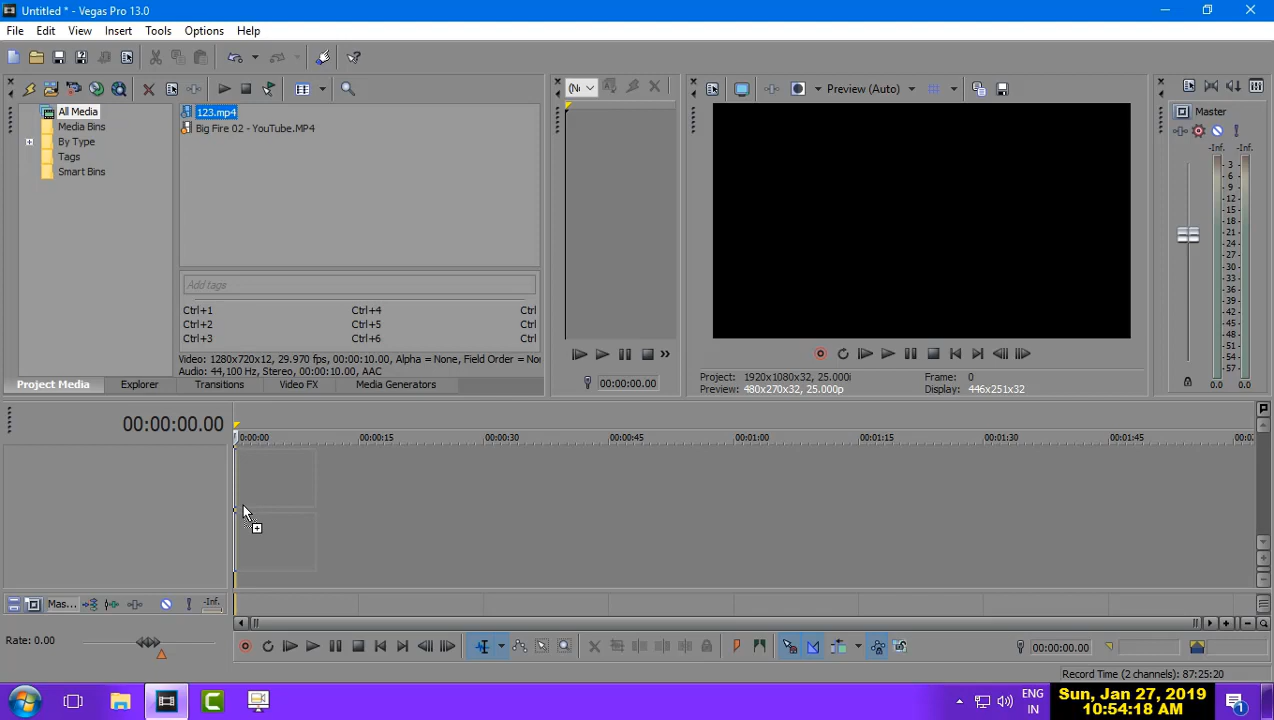 Untitled * - Vegas Pro 13.0
File Edit View Insert Tools Options Help
All Media
Media Bins
By Type
Tags
Smart Bins
123.mp4
Big Fire 02 - YouTube.MP4
Add tags
Ctrl+1 Ctrl+4 Ctrl
Ctrl+2 Ctrl+5 Ctrl
Ctrl+3 Ctrl+6 Ctrl
Video: 1280x720x12, 29.970 fps, 00:00:10.00, Alpha = None, Field Order = Nor
Audio: 44,100 Hz, Stereo, 00:00:10.00, AAC
Project Media Explorer Transitions Video FX Media Generators
(N
00:00:00.00
Preview (Auto)
Project: 1920x1080x32, 25.000i
Preview: 480x270x32, 25.000p
Frame: 0
Display: 446x251x32
Master
-Inf. -Inf.
3
6
9
12
15
18
21
24
27
30
33
36
39
42
45
48
51
54
57
0.0 0.0
00:00:00.00
0:00:00 00:00:15 00:00:30 00:00:45 00:01:00 00:01:15 00:01:30 00:01:45 00:0
Mas... -Inf.
Rate: 0.00
00:00:00.00
Record Time (2 channels): 87:25:20
ENG
IN
Sun, Jan 27, 2019
10:54:18 AM
1